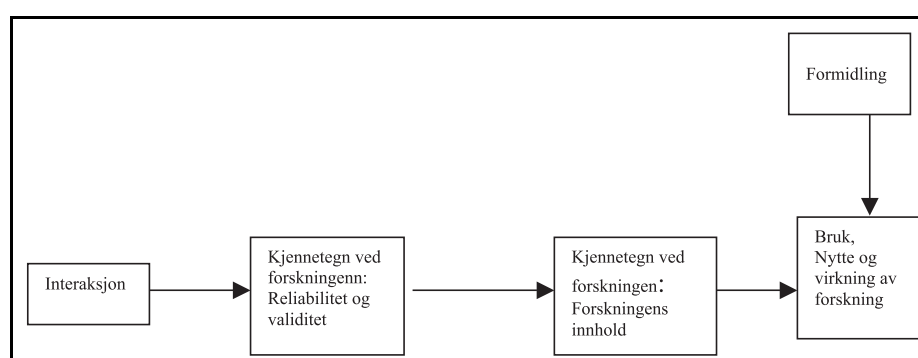 Formidling
Interaksjon
Kjennetegn ved
forskningenn:
Reliabilitet og
validitet
Kjennetegn ved
forskningen:
Forskningens
innhold
Bruk,
Nytte og
virkning av
forskning